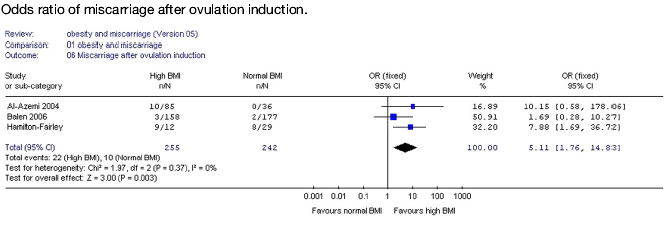 Odds ratio of miscarriage after ovulation induction.
Review: obesity and miscarriage (Version 05)
Comparison: 01 obesity and miscarriage
Outcome: 06 Miscarriage after ovulation induction
Study High BMI Normal BMI OR (fixed) Weight OR (fixed)
or sub-category n/N n/N 95% CI % 95% CI
Al-Azemi 2004 10/85 0/36 16.89 10.15 [0.58, 178.06]
Balen 2006 3/158 2/177 50.91 1.69 [0.28, 10.27]
Hamilton-Fairley 9/12 8/29 32.20 7.88 [1.69, 36.72]
Total (95% CI) 255 242 100.00 5.11 [1.76, 14.83]
Total events: 22 (High BMI), 10 (Normal BMI)
Test for heterogeneity: Chi² = 1.97, df = 2 (P = 0.37), I² = 0%
Test for overall effect: Z = 3.00 (P = 0.003)
0.001 0.01 0.1 1 10 100 1000
Favours normal BMI Favours high BMI